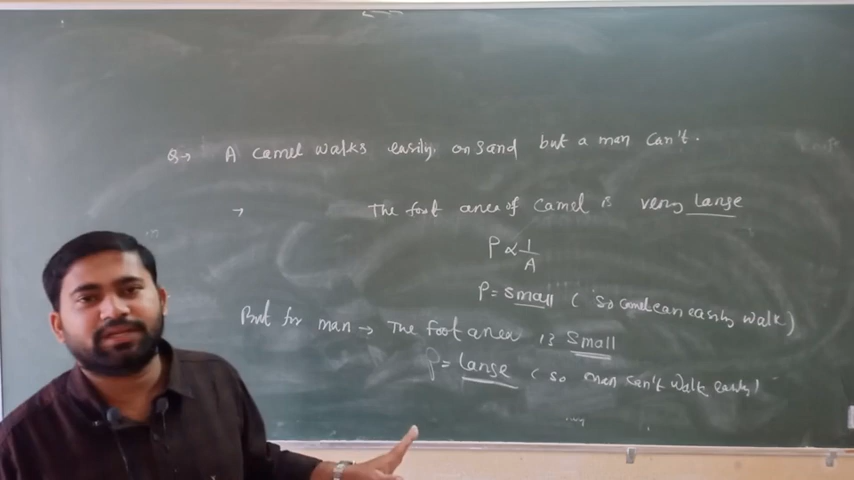 Q→ A camel walks easily on sand but a man can't.
→ The foot area of camel is very large
P ∝ 1/A
P = small ( so camel can easily walk )
But for man → The foot area is small
P = large ( so man can't walk easily )